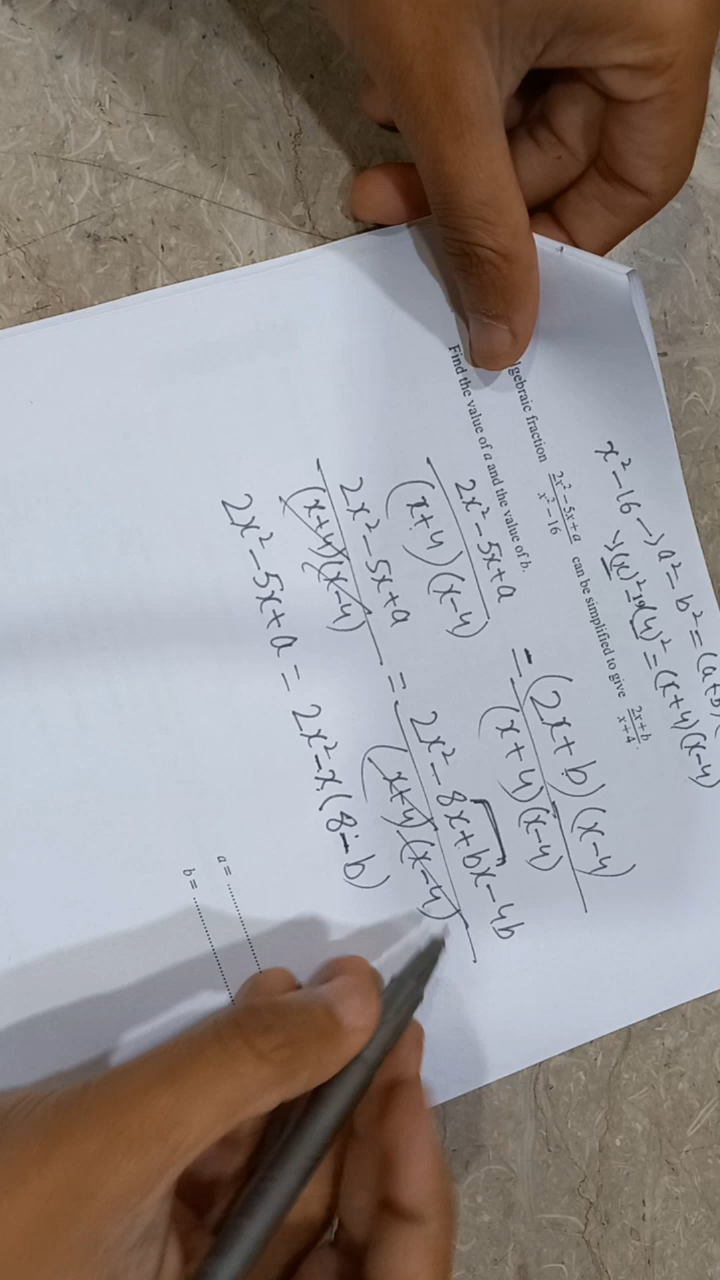 x² - 16 → a² = b² = (a+b)(
→ (x)² - (4)² = (x+4)(x-4)
lgebraic fraction 2x² - 5x + a / x² - 16 can be simplified to give 2x + b / x + 4.
Find the value of a and the value of b.
2x² - 5x + a / (x+4)(x-4) = (2x+b)(x-4) / (x+4)(x-4)
2x² - 5x + a / (x+4)(x-4) = 2x² - 8x + bx - 4b / (x+4)(x-4)
2x² - 5x + a = 2x² - x(8 - b)
a = ................
b = ................